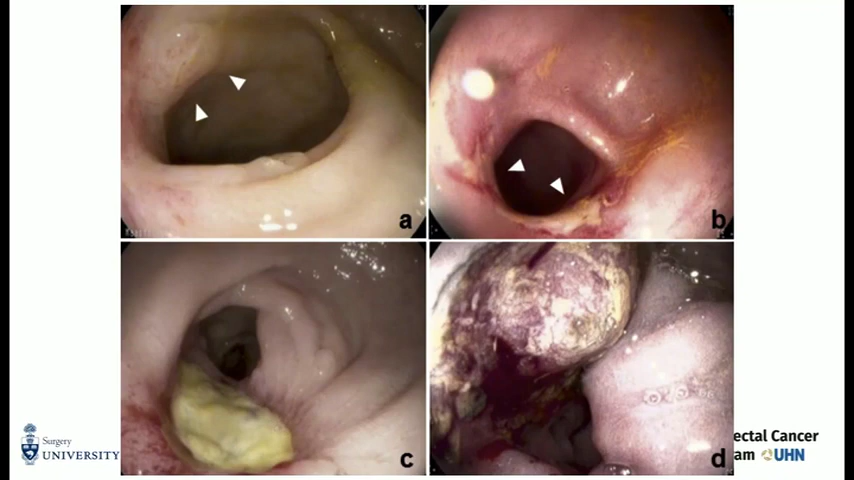 a
b
c
d
Surgery
UNIVERSITY
ectal Cancer
am UHN